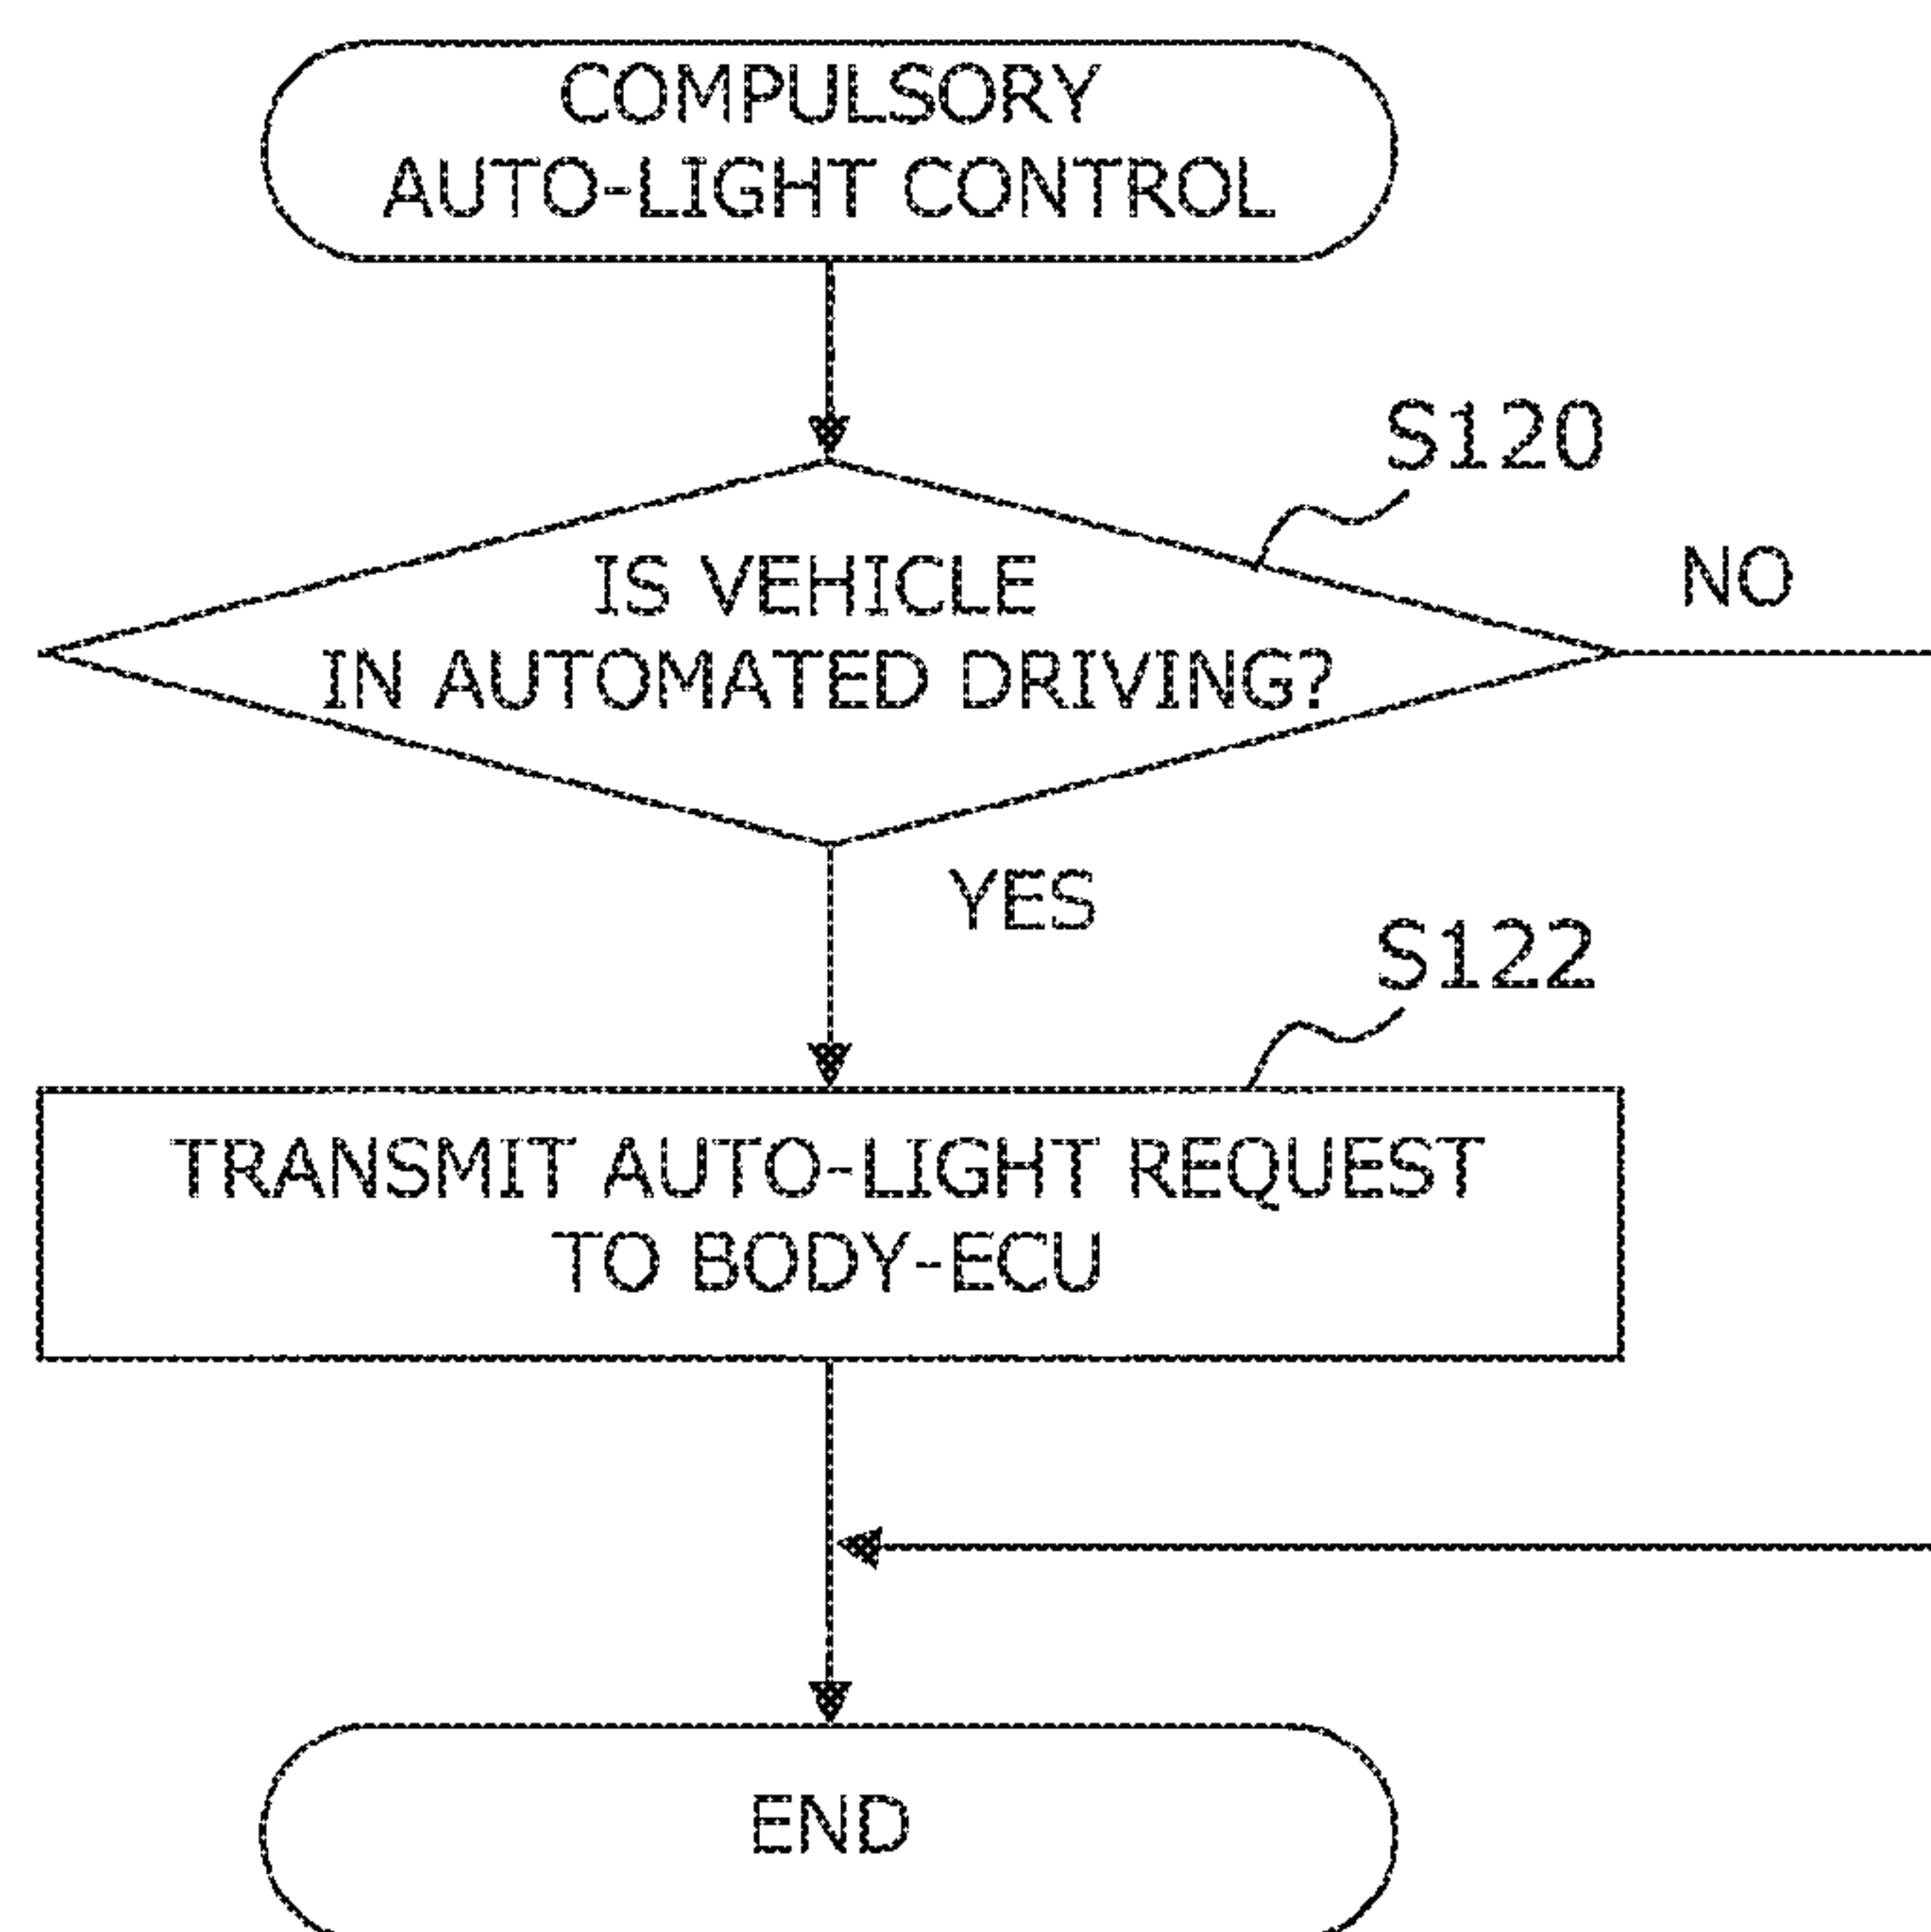 COMPULSORY
AUTO-LIGHT CONTROL
S120
IS VEHICLE
IN AUTOMATED DRIVING?
NO
YES
S122
TRANSMIT AUTO-LIGHT REQUEST
TO BODY-ECU
END